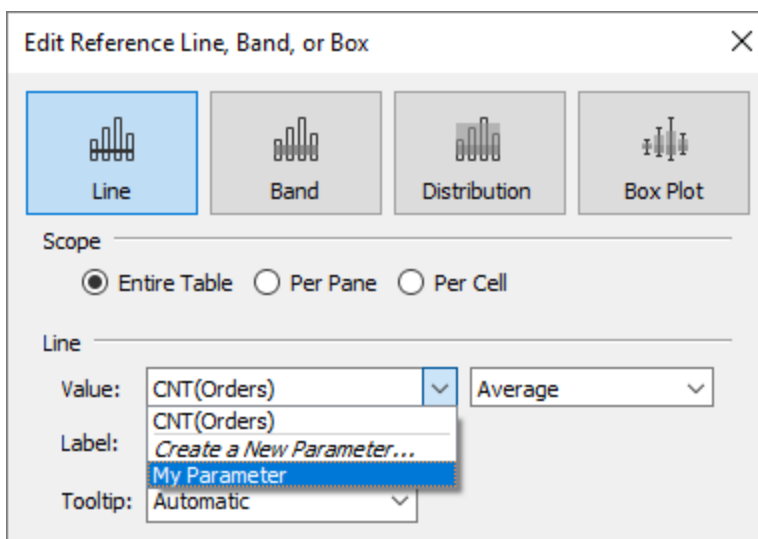 Edit Reference Line, Band, or Box
Line Band Distribution Box Plot
Scope
Entire Table Per Pane Per Cell
Line
Value: CNT(Orders) Average
CNT(Orders)
Label: Create a New Parameter...
My Parameter
Tooltip: Automatic